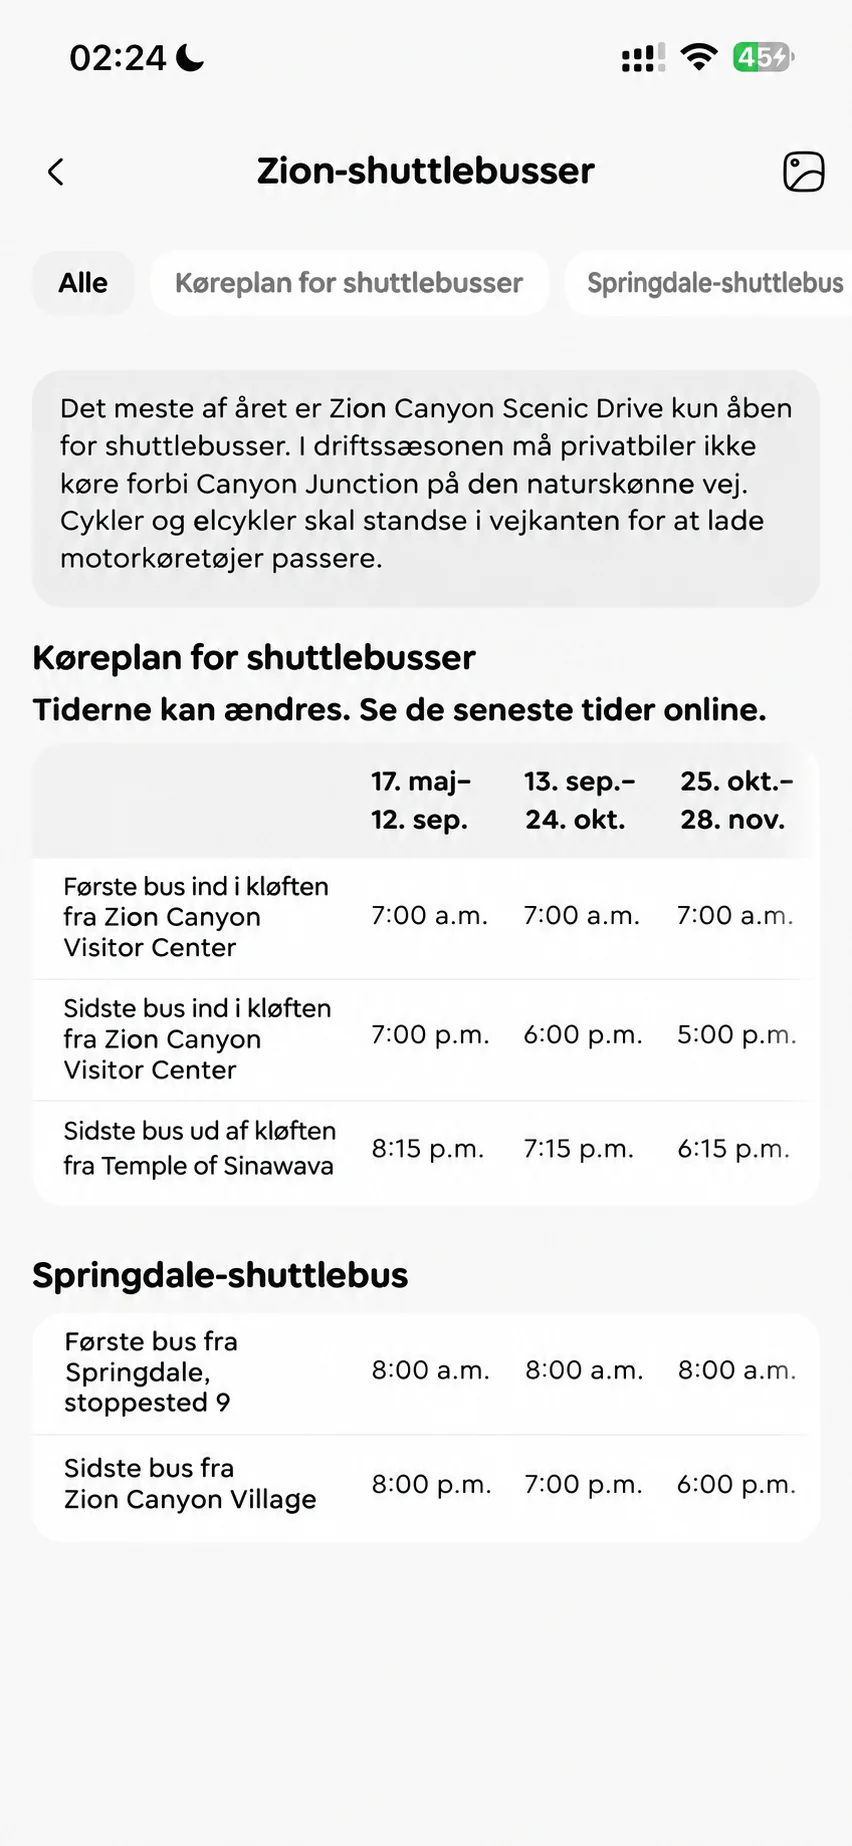 02:24
45
Zion-shuttlebusser
Alle
Køreplan for shuttlebusser
Springdale-shuttlebus
Det meste af året er Zion Canyon Scenic Drive kun åben
for shuttlebusser. I driftssæsonen må privatbiler ikke
køre forbi Canyon Junction på den naturskønne vej.
Cykler og elcykler skal standse i vejkanten for at lade
motorkøretøjer passere.
Køreplan for shuttlebusser
Tiderne kan ændres. Se de seneste tider online.
17. maj– 13. sep.– 25. okt.–
12. sep. 24. okt. 28. nov.
Første bus ind i kløften
fra Zion Canyon
Visitor Center
7:00 a.m. 7:00 a.m. 7:00 a.m.
Sidste bus ind i kløften
fra Zion Canyon
Visitor Center
7:00 p.m. 6:00 p.m. 5:00 p.m.
Sidste bus ud af kløften
fra Temple of Sinawava
8:15 p.m. 7:15 p.m. 6:15 p.m.
Springdale-shuttlebus
Første bus fra
Springdale,
stoppested 9
8:00 a.m. 8:00 a.m. 8:00 a.m.
Sidste bus fra
Zion Canyon Village
8:00 p.m. 7:00 p.m. 6:00 p.m.